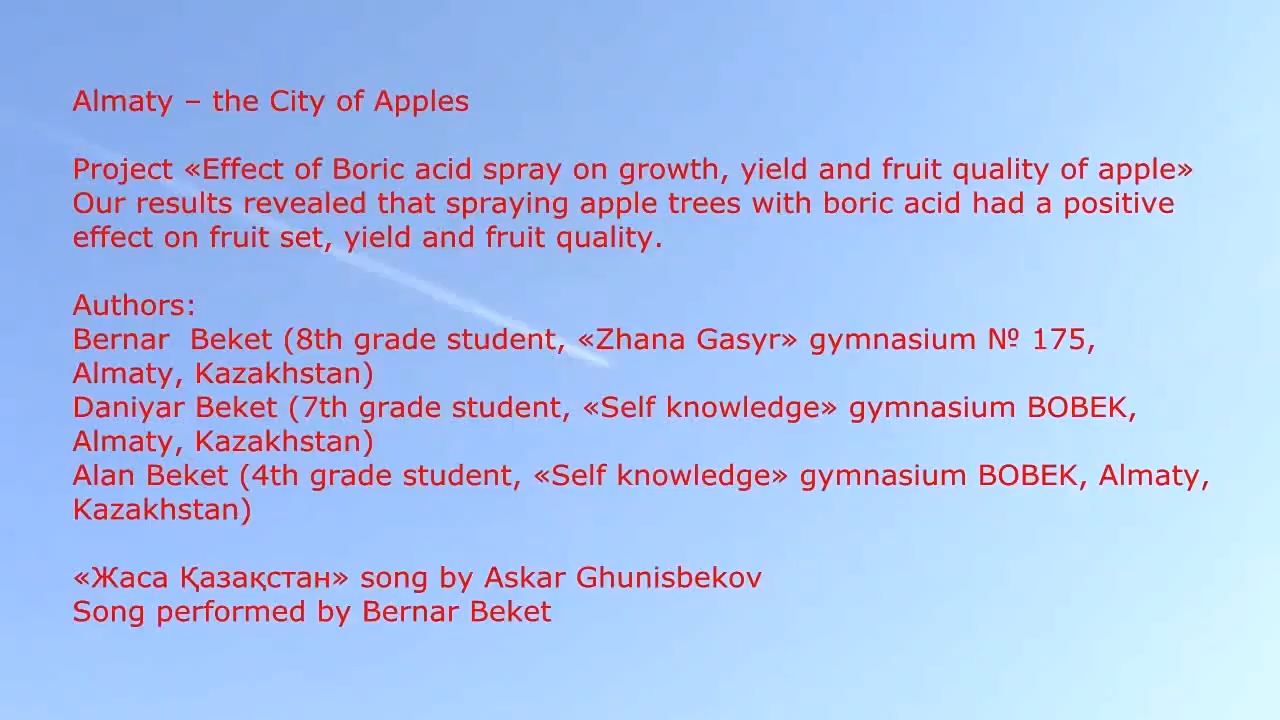 Almaty – the City of Apples
Project «Effect of Boric acid spray on growth, yield and fruit quality of apple»
Our results revealed that spraying apple trees with boric acid had a positive
effect on fruit set, yield and fruit quality.
Authors:
Bernar  Beket (8th grade student, «Zhana Gasyr» gymnasium № 175,
Almaty, Kazakhstan)
Daniyar Beket (7th grade student, «Self knowledge» gymnasium BOBEK,
Almaty, Kazakhstan)
Alan Beket (4th grade student, «Self knowledge» gymnasium BOBEK, Almaty,
Kazakhstan)
«Жаса Қазақстан» song by Askar Ghunisbekov
Song performed by Bernar Beket